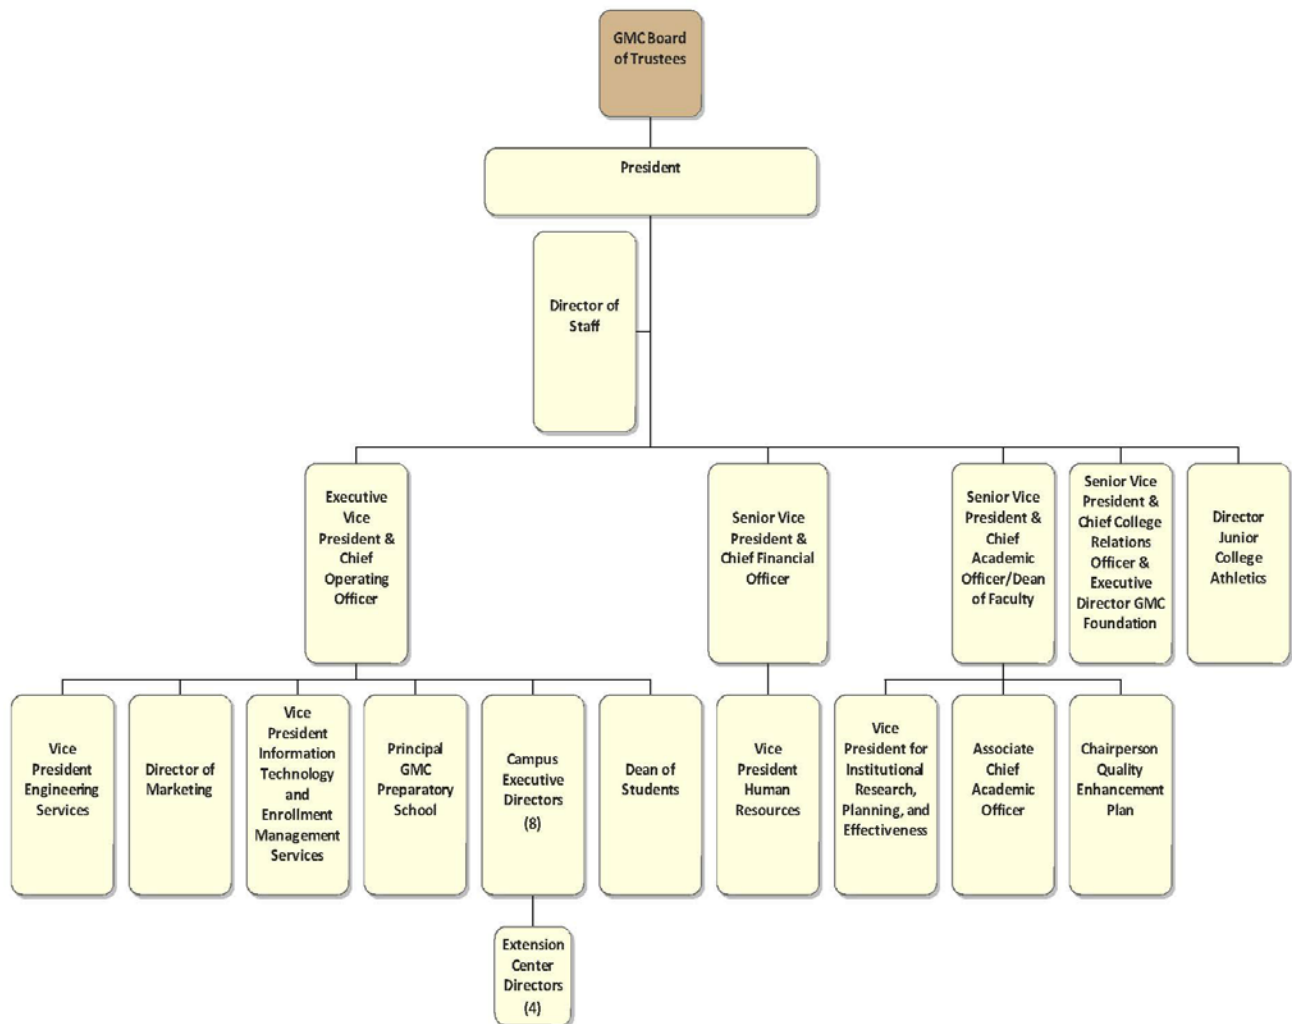 GMC Board
of Trustees
President
Director of
Staff
Executive
Vice
President &
Chief
Operating
Officer
Senior Vice
President &
Chief Financial
Officer
Senior Vice
President &
Chief
Academic
Officer/Dean
of Faculty
Senior Vice
President &
Chief College
Relations
Officer &
Executive
Director GMC
Foundation
Director
Junior
College
Athletics
Vice
President
Engineering
Services
Director of
Marketing
Vice
President
Information
Technology
and
Enrollment
Management
Services
Principal
GMC
Preparatory
School
Campus
Executive
Directors
(8)
Dean of
Students
Vice
President
Human
Resources
Vice
President for
Institutional
Research,
Planning, and
Effectiveness
Associate
Chief
Academic
Officer
Chairperson
Quality
Enhancement
Plan
Extension
Center
Directors
(4)